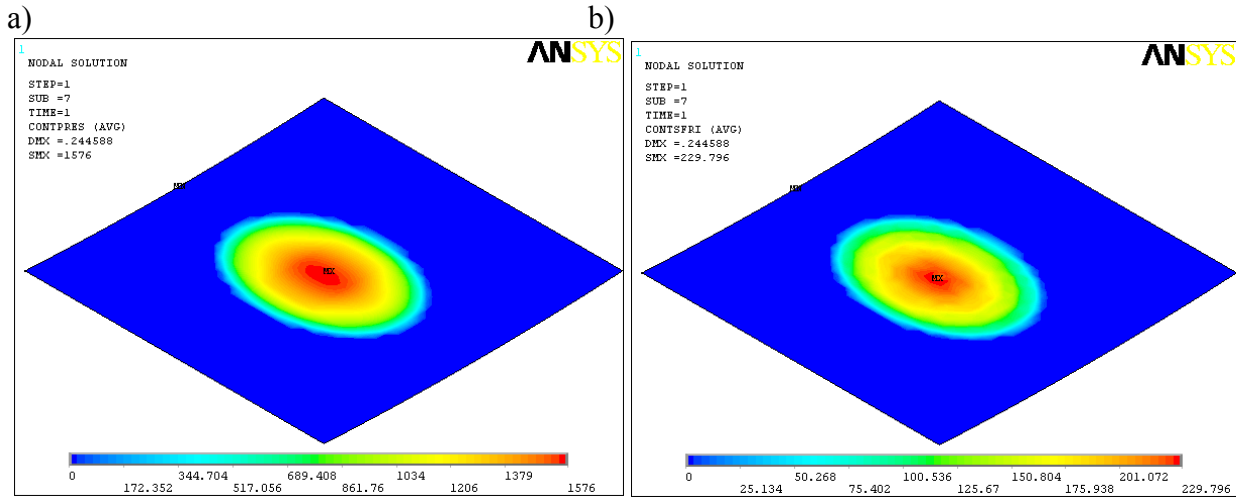 a)
1
ANSYS
NODAL SOLUTION
STEP=1
SUB =7
TIME=1
CONTPRES (AVG)
DMX =.244588
SMX =1576
MN
MX
0 344.704 689.408 1034 1379
172.352 517.056 861.76 1206 1576
b)
1
ANSYS
NODAL SOLUTION
STEP=1
SUB =7
TIME=1
CONTSFRI (AVG)
DMX =.244588
SMX =229.796
MN
MX
0 50.268 100.536 150.804 201.072
25.134 75.402 125.67 175.938 229.796